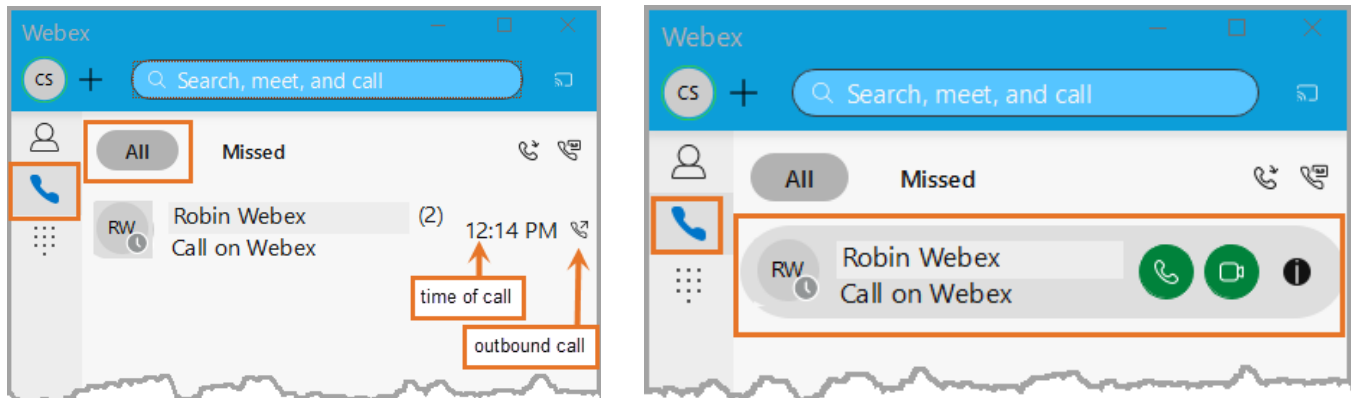 Webex
CS
Search, meet, and call
All Missed
RW Robin Webex (2) 12:14 PM
Call on Webex
time of call
outbound call
Webex
CS
Search, meet, and call
All Missed
RW Robin Webex
Call on Webex